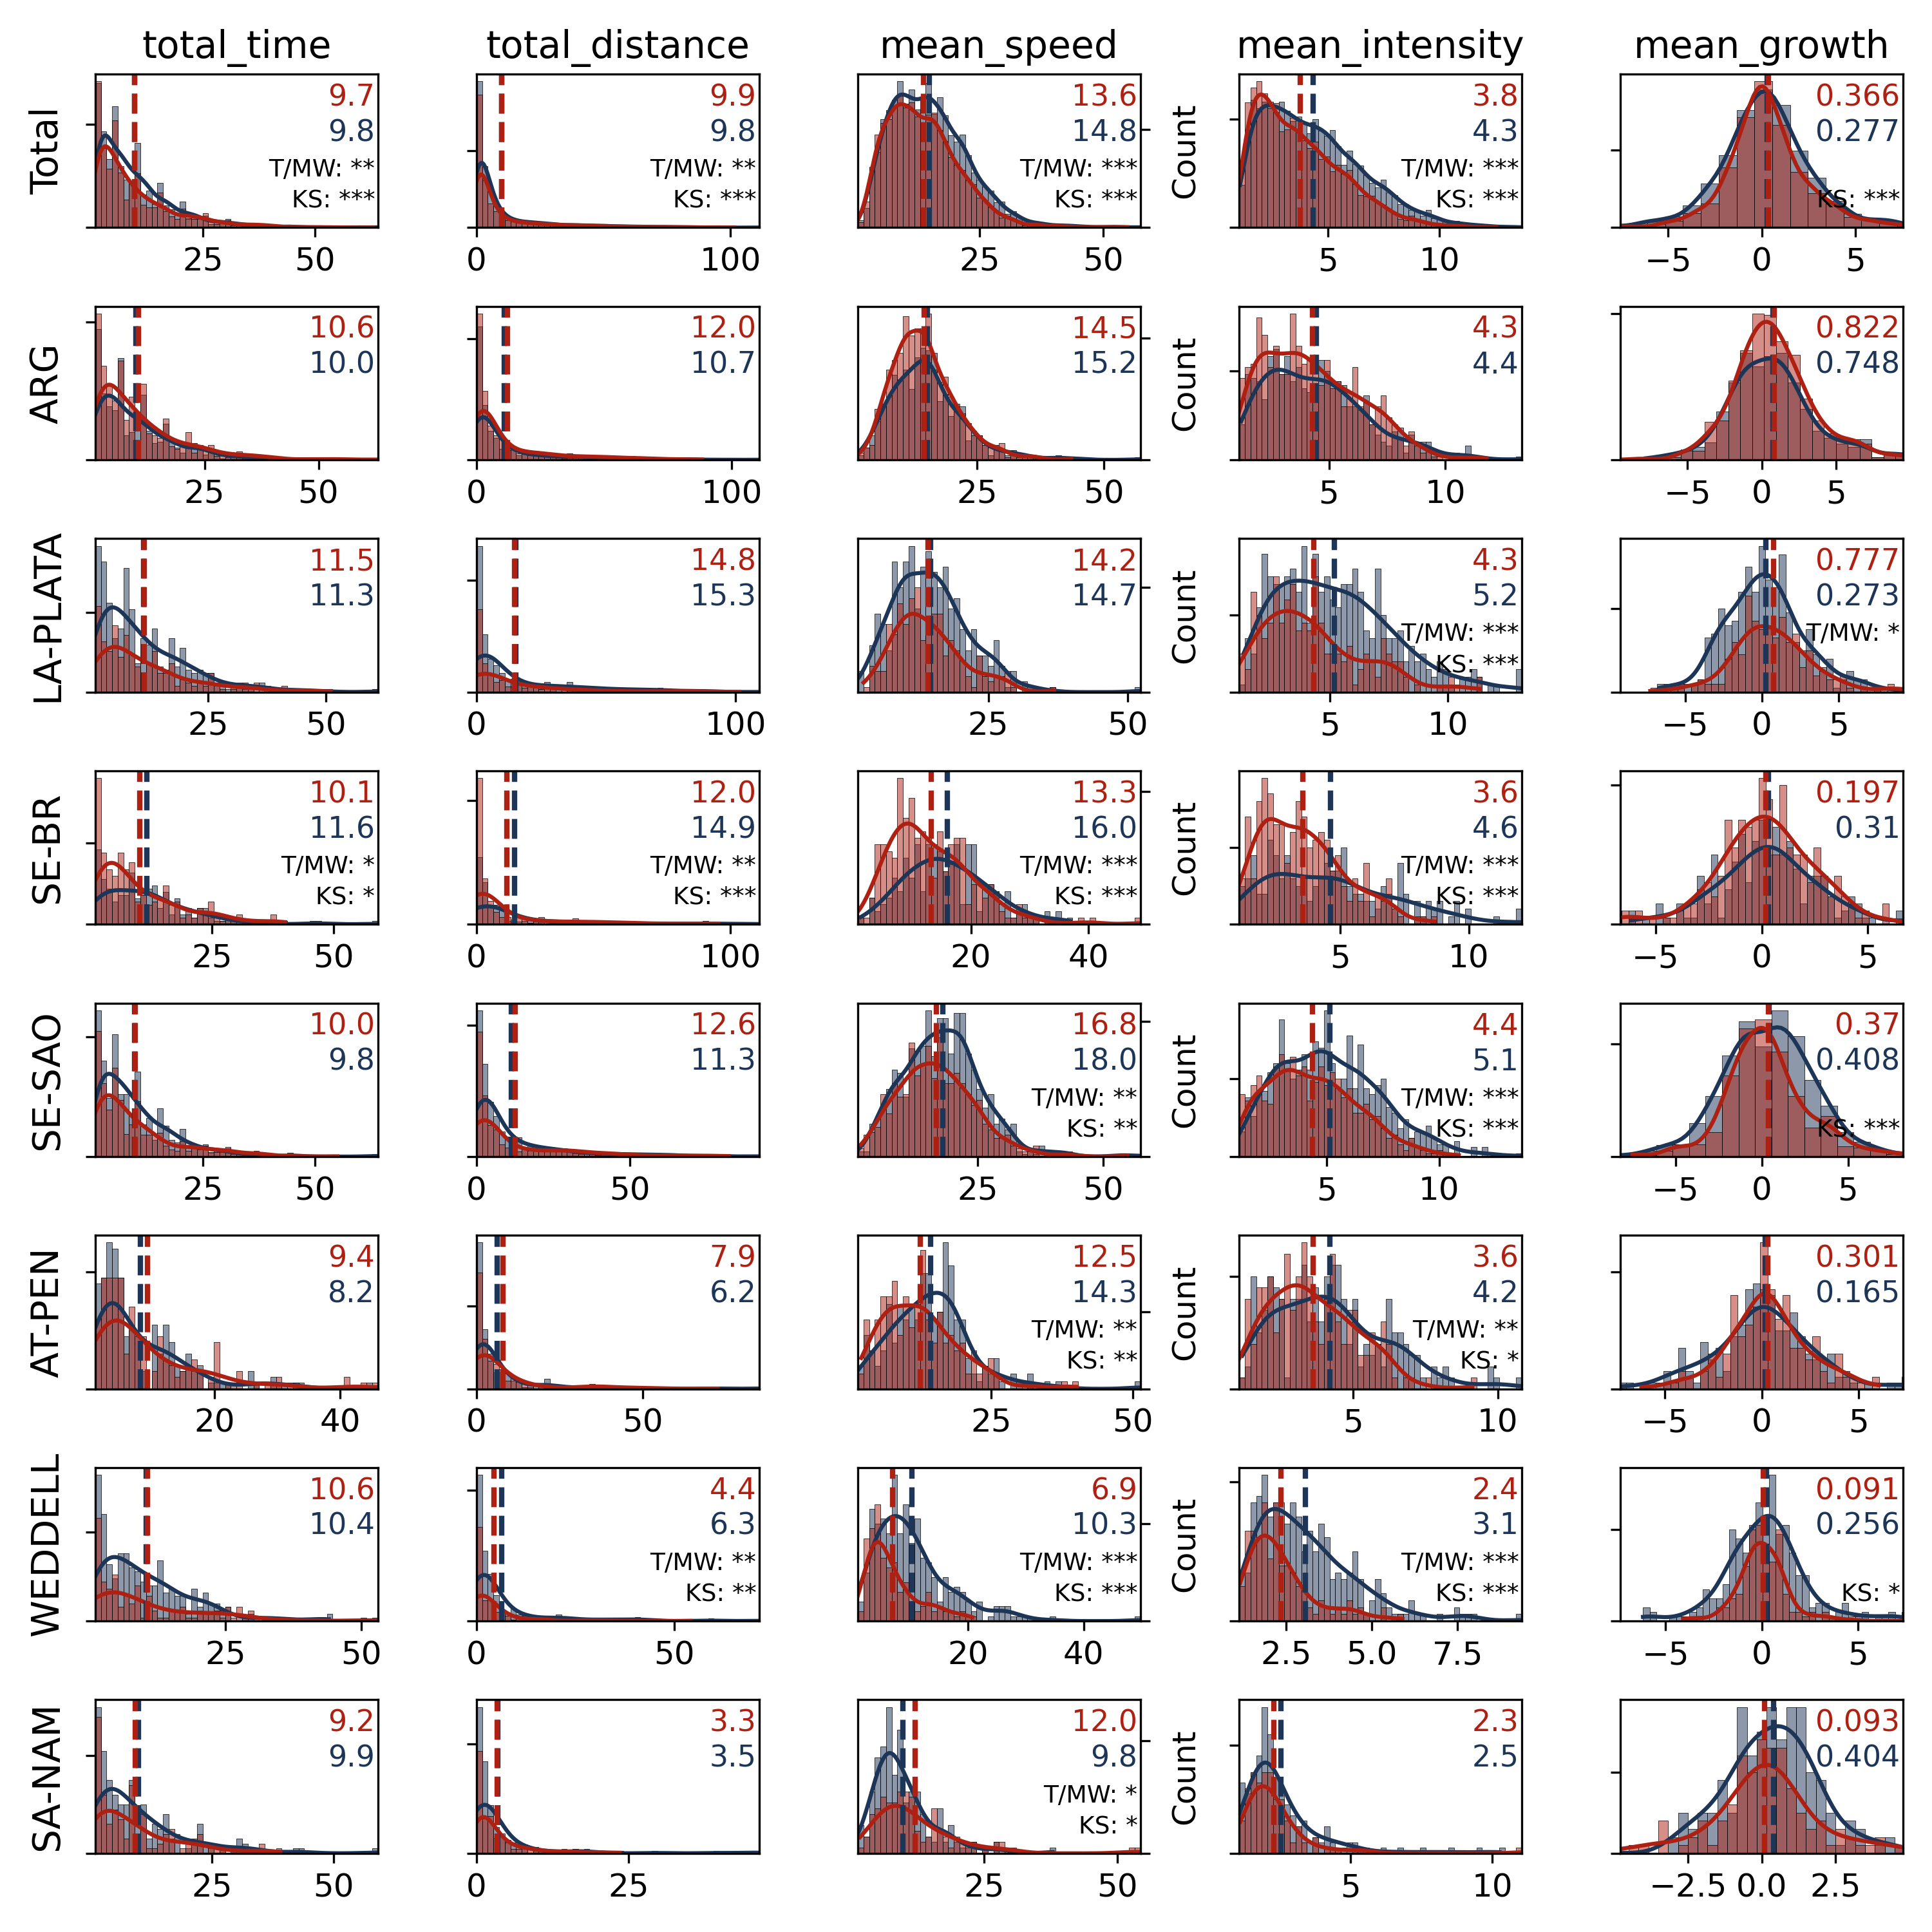 total_time total_distance mean_speed mean_intensity mean_growth
Total
9.7
9.8
T/MW: **
KS: ***
25 50
9.9
9.8
T/MW: **
KS: ***
0 100
13.6
14.8
T/MW: ***
KS: ***
25 50
Count
3.8
4.3
T/MW: ***
KS: ***
5 10
0.366
0.277
KS: ***
−5 0 5
ARG
10.6
10.0
25 50
12.0
10.7
0 100
14.5
15.2
25 50
Count
4.3
4.4
5 10
0.822
0.748
−5 0 5
LA-PLATA
11.5
11.3
25 50
14.8
15.3
0 100
14.2
14.7
25 50
Count
4.3
5.2
T/MW: ***
KS: ***
5 10
0.777
0.273
T/MW: *
−5 0 5
SE-BR
10.1
11.6
T/MW: *
KS: *
25 50
12.0
14.9
T/MW: **
KS: ***
0 100
13.3
16.0
T/MW: ***
KS: ***
20 40
Count
3.6
4.6
T/MW: ***
KS: ***
5 10
0.197
0.31
−5 0 5
SE-SAO
10.0
9.8
25 50
12.6
11.3
0 50
16.8
18.0
T/MW: **
KS: **
25 50
Count
4.4
5.1
T/MW: ***
KS: ***
5 10
0.37
0.408
KS: ***
−5 0 5
AT-PEN
9.4
8.2
20 40
7.9
6.2
0 50
12.5
14.3
T/MW: **
KS: **
25 50
Count
3.6
4.2
T/MW: **
KS: *
5 10
0.301
0.165
−5 0 5
WEDDELL
10.6
10.4
25 50
4.4
6.3
T/MW: **
KS: **
0 50
6.9
10.3
T/MW: ***
KS: ***
20 40
Count
2.4
3.1
T/MW: ***
KS: ***
2.5 5.0 7.5
0.091
0.256
KS: *
−5 0 5
SA-NAM
9.2
9.9
25 50
3.3
3.5
0 25
12.0
9.8
T/MW: *
KS: *
25 50
Count
2.3
2.5
5 10
0.093
0.404
−2.5 0.0 2.5